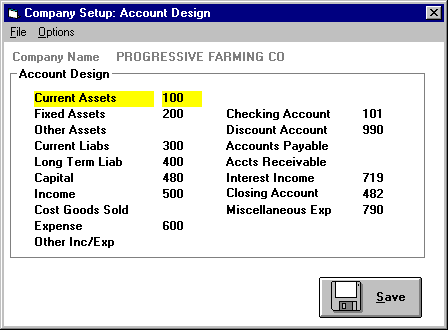 Company Setup: Account Design
File Options
Company Name PROGRESSIVE FARMING CO
Account Design
Current Assets 100
Fixed Assets 200 Checking Account 101
Other Assets Discount Account 990
Current Liabs 300 Accounts Payable
Long Term Liab 400 Accts Receivable
Capital 480 Interest Income 719
Income 500 Closing Account 482
Cost Goods Sold Miscellaneous Exp 790
Expense 600
Other Inc/Exp
Save